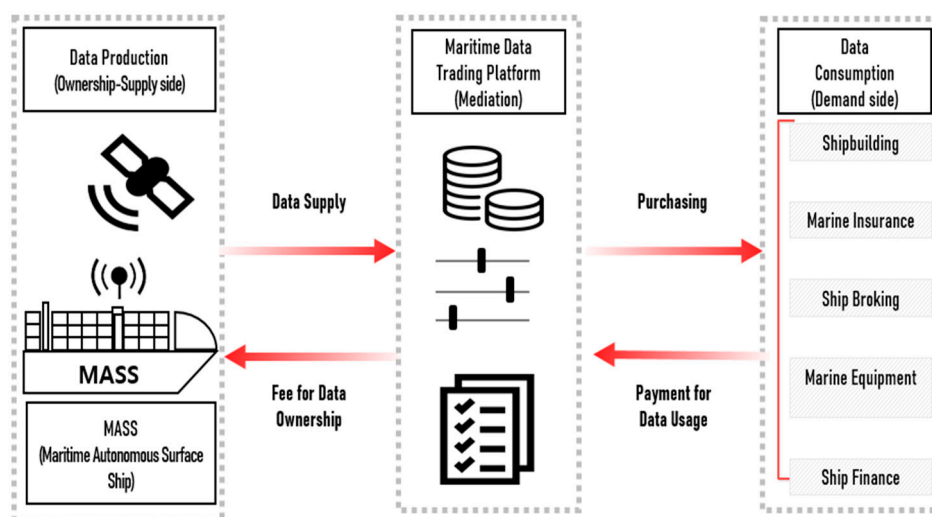 Data Production
(Ownership-Supply side)
MASS
MASS
(Maritime Autonomous Surface
Ship)
Data Supply
Fee for Data
Ownership
Maritime Data
Trading Platform
(Mediation)
Purchasing
Payment for
Data Usage
Data
Consumption
(Demand side)
Shipbuilding
Marine Insurance
Ship Broking
Marine Equipment
Ship Finance